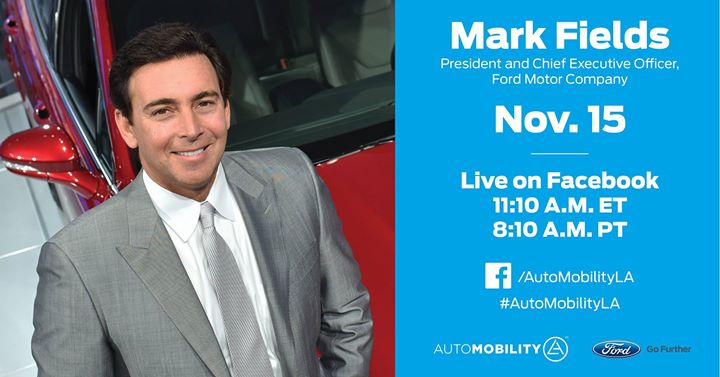 Mark Fields
President and Chief Executive Officer,
Ford Motor Company
Nov. 15
Live on Facebook
11:10 A.M. ET
8:10 A.M. PT
f /AutoMobilityLA
#AutoMobilityLA
AUTOMOBILITY LA
Ford Go Further